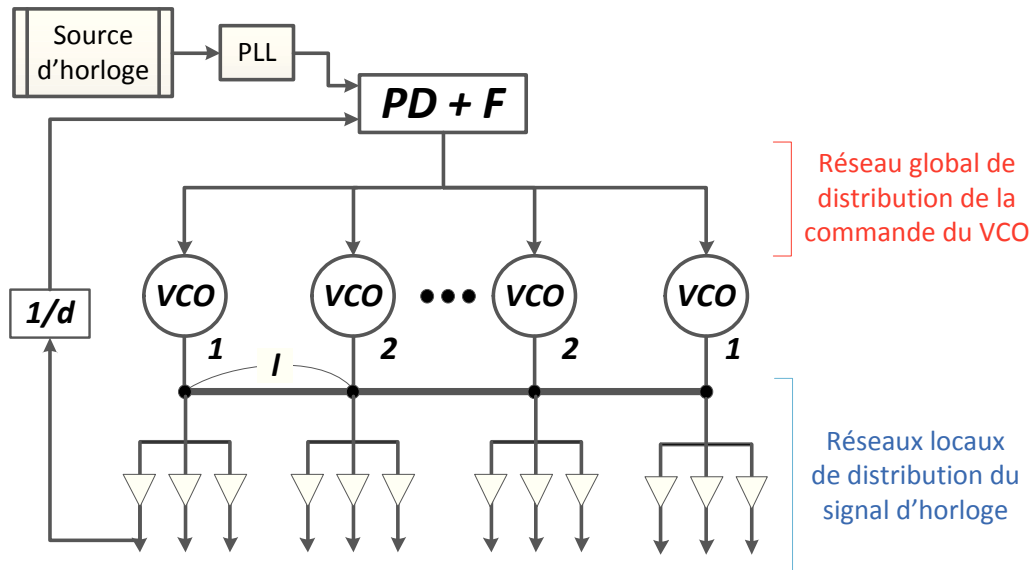 Source
d'horloge
PLL
PD + F
Réseau global de
distribution de la
commande du VCO
VCO
VCO
VCO
VCO
1/d
1
2
2
1
l
Réseaux locaux
de distribution du
signal d'horloge